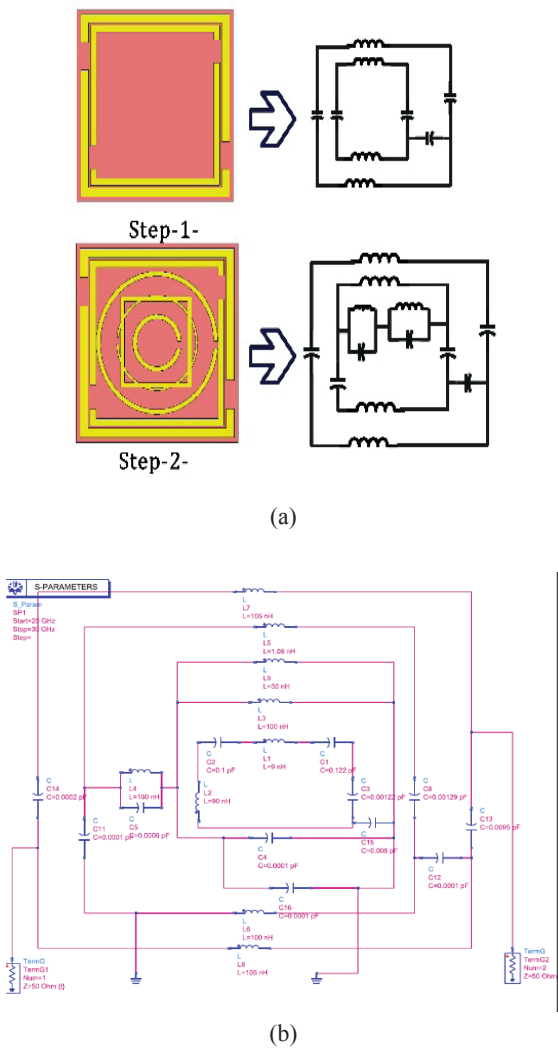 Step-1-
Step-2-
(a)
S-PARAMETERS
S_Param
SP1
Start=20 GHz
Stop=30 GHz
Step=
L
L7
L=105 nH
L
L5
L=1.08 nH
L
L9
L=30 nH
L
L3
L=100 nH
C
C2
C=0.1 pF
L
L1
L=9 nH
C
C1
C=0.122 pF
C
C14
C=0.0002 pF
L
L4
L=100 nH
C
C5
C=0.0006 pF
C
C11
C=0.0001 pF
L
L2
L=90 nH
C
C3
C=0.00122 pF
C
C8
C=0.00129 pF
C
C13
C=0.0095 pF
C
C15
C=0.008 pF
C
C4
C=0.0001 pF
C
C12
C=0.0001 pF
C
C16
C=0.0001 pF
L
L6
L=100 nH
L
L8
L=105 nH
TermG
TermG1
Num=1
Z=50 Ohm
TermG
TermG2
Num=2
Z=50 Ohm
(b)